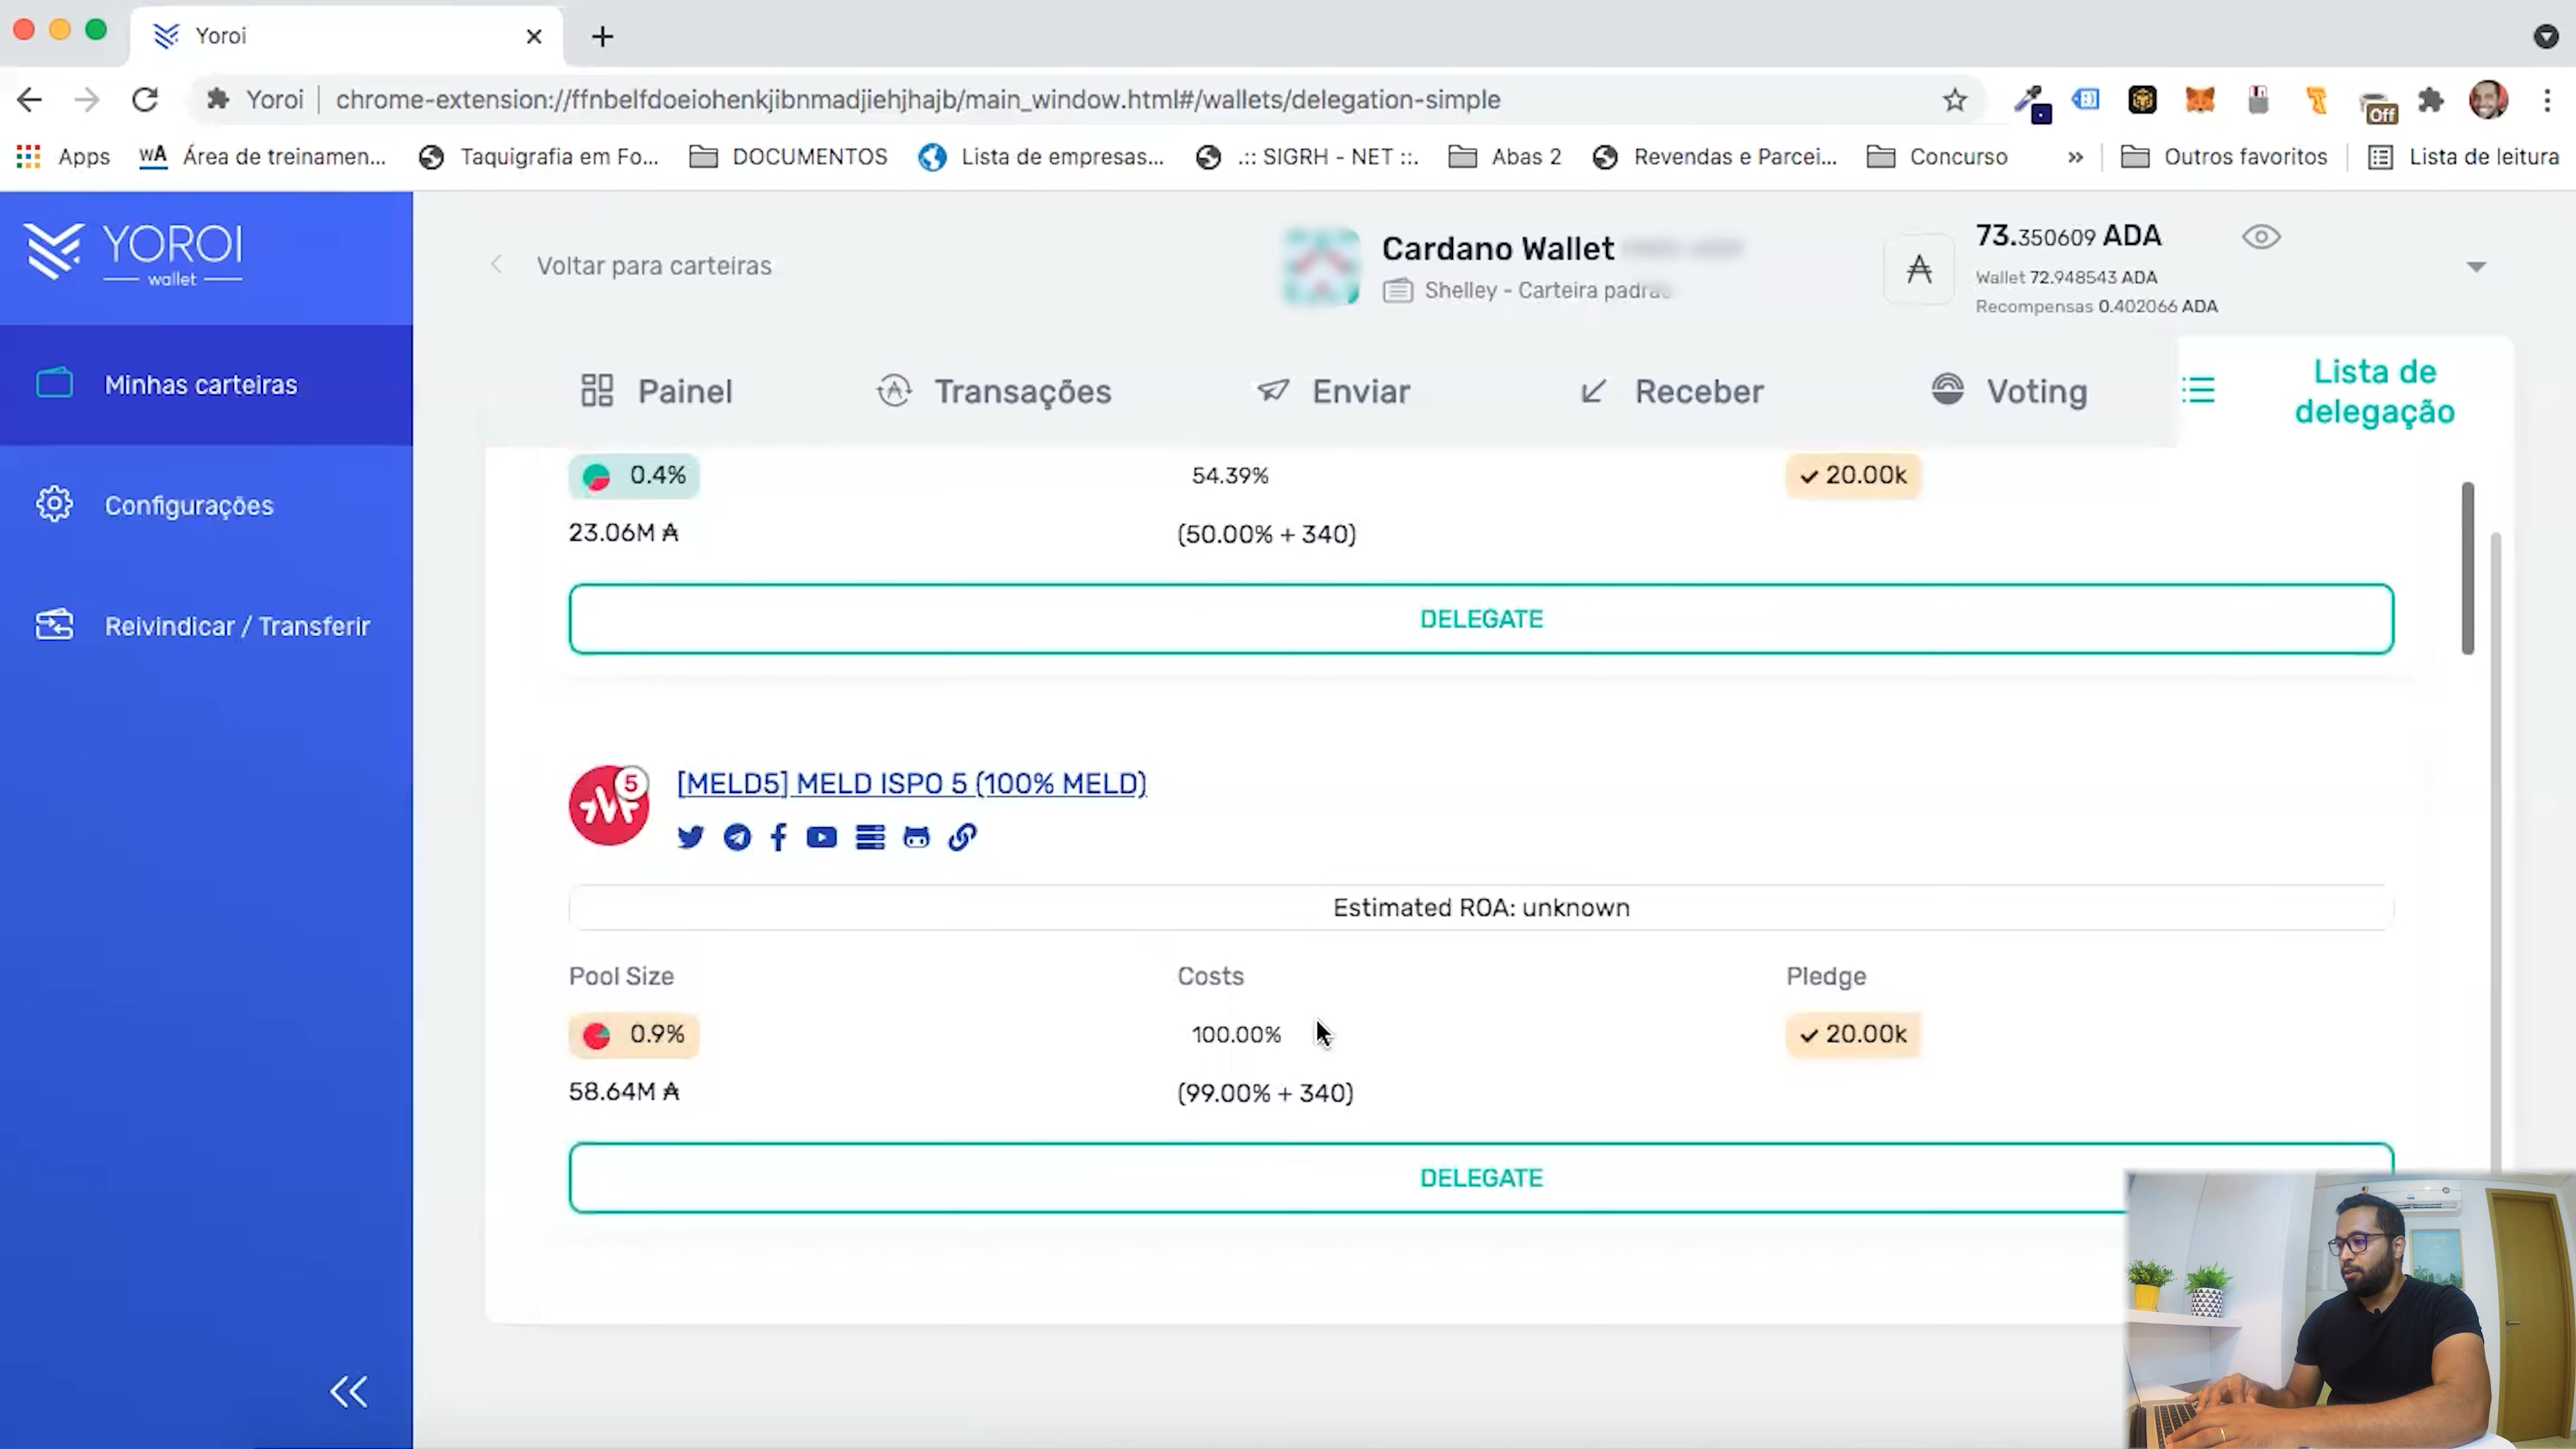 Yoroi
Yoroi
chrome-extension://ffnbelfdoeiohenkjibnmadjiehjhajb/main_window.html#/wallets/delegation-simple
Off
Apps
wA Área de treinamen...
Taquigrafia em Fo...
DOCUMENTOS
Lista de empresas...
.:: SIGRH - NET ::.
Abas 2
Revendas e Parcei...
Concurso
»
Outros favoritos
Lista de leitura
YOROI
wallet
Minhas carteiras
Configurações
Reivindicar / Transferir
Voltar para carteiras
Cardano Wallet
Shelley - Carteira padrão
73.350609 ADA
Wallet 72.948543 ADA
Recompensas 0.402066 ADA
Painel
Transações
Enviar
Receber
Voting
Lista de
delegação
0.4%
54.39%
20.00k
23.06M ₳
(50.00% + 340)
DELEGATE
5
[MELD5] MELD ISPO 5 (100% MELD)
Estimated ROA: unknown
Pool Size
Costs
Pledge
0.9%
100.00%
20.00k
58.64M ₳
(99.00% + 340)
DELEGATE